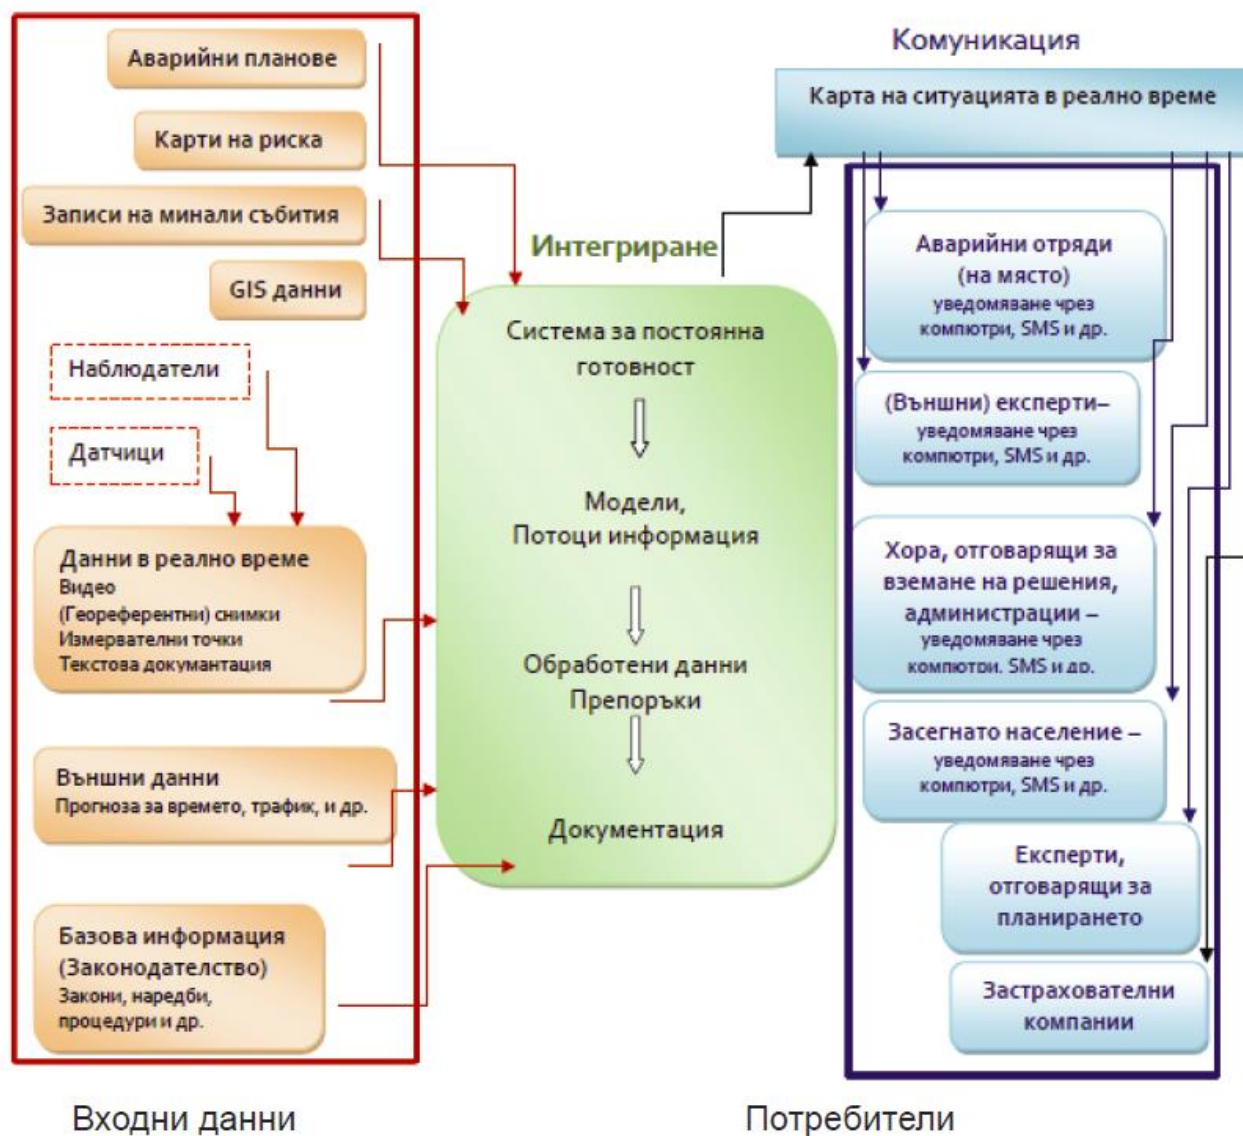 Аварийни планове
Карти на риска
Записи на минали събития
GIS данни
Наблюдатели
Датчици
Данни в реално време
Видео
(Геореферентни) снимки
Измервателни точки
Текстова документация
Външни данни
Прогноза за времето, трафик, и др.
Базова информация
(Законодателство)
Закони, наредби,
процедури и др.
Входни данни
Интегриране
Система за постоянна
готовност
Модели,
Потоци информация
Обработени данни
Препоръки
Документация
Комуникация
Карта на ситуацията в реално време
Аварийни отряди
(на място)
уведомяване чрез
компютри, SMS и др.
(Външни) експерти–
уведомяване чрез
компютри, SMS и др.
Хора, отговарящи за
вземане на решения,
администрации –
уведомяване чрез
компютри, SMS и др.
Засегнато население –
уведомяване чрез
компютри, SMS и др.
Експерти,
отговарящи за
планирането
Застрахователни
компании
Потребители